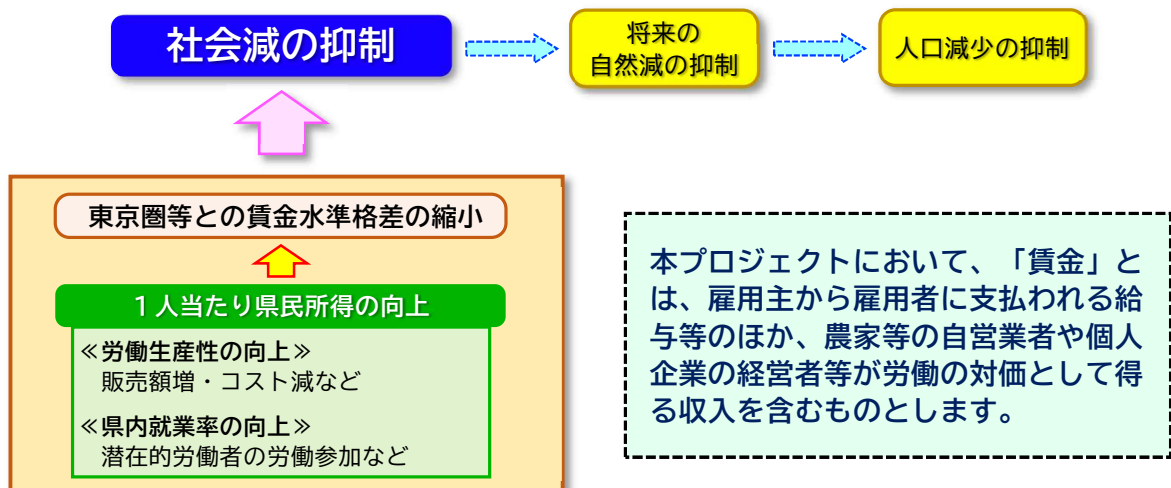 社会減の抑制
将来の
自然減の抑制
人口減少の抑制
東京圏等との賃金水準格差の縮小
１人当たり県民所得の向上
≪労働生産性の向上≫
販売額増・コスト減など
≪県内就業率の向上≫
潜在的労働者の労働参加など
本プロジェクトにおいて、「賃金」と
は、雇用主から雇用者に支払われる給
与等のほか、農家等の自営業者や個人
企業の経営者等が労働の対価として得
る収入を含むものとします。